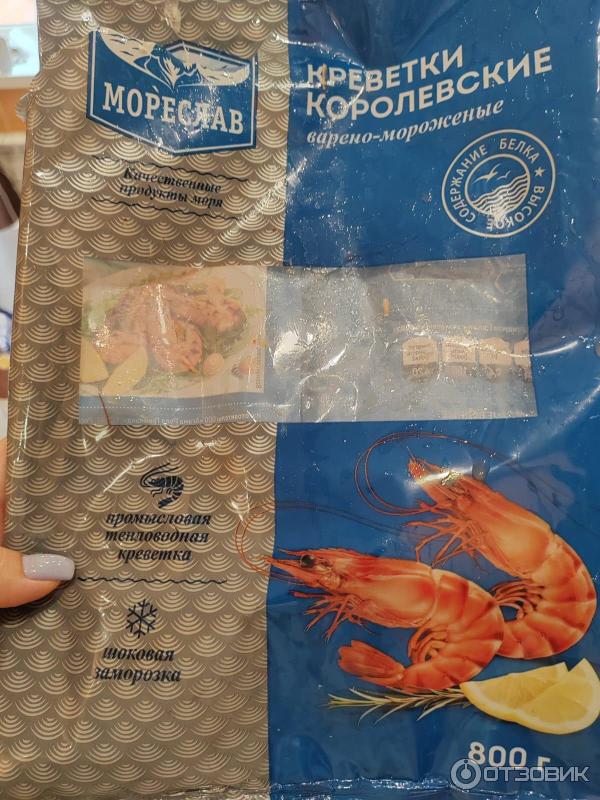 МОРЕСЛАВ
Качественные
продукты моря
КРЕВЕТКИ
КОРОЛЕВСКИЕ
варено-мороженые
ВЫСОКОЕ СОДЕРЖАНИЕ БЕЛКА
промысловая
тепловодная
креветка
шоковая
заморозка
800 г
ОТЗОВИК